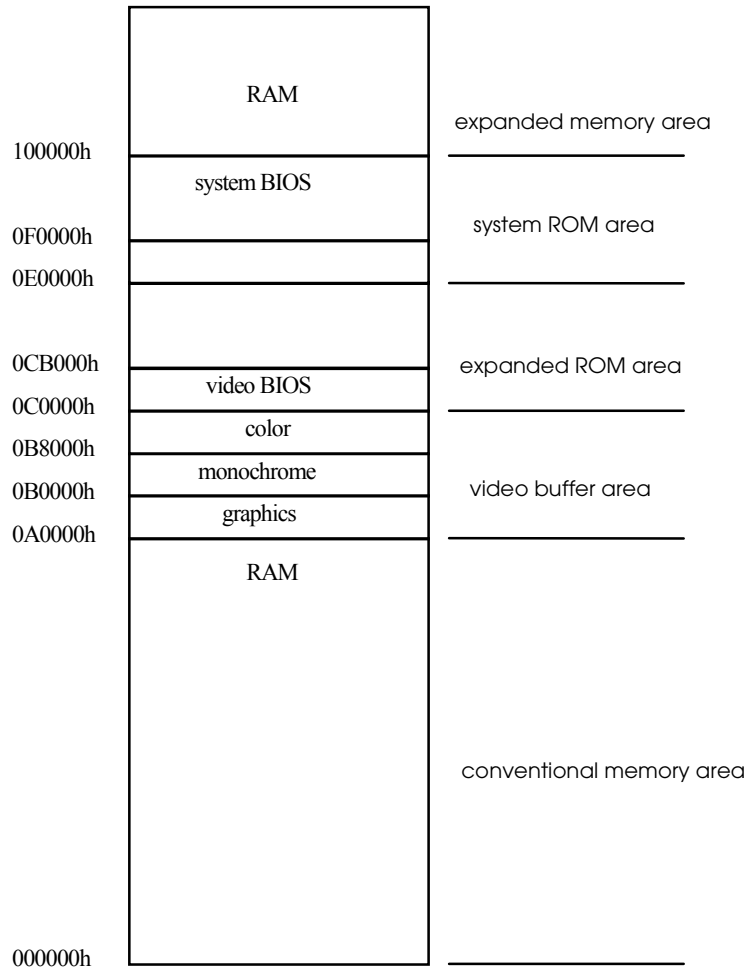 RAM
expanded memory area
100000h
system BIOS
system ROM area
0F0000h
0E0000h
0CB000h
expanded ROM area
video BIOS
0C0000h
color
0B8000h
monochrome
video buffer area
0B0000h
graphics
0A0000h
RAM
conventional memory area
000000h